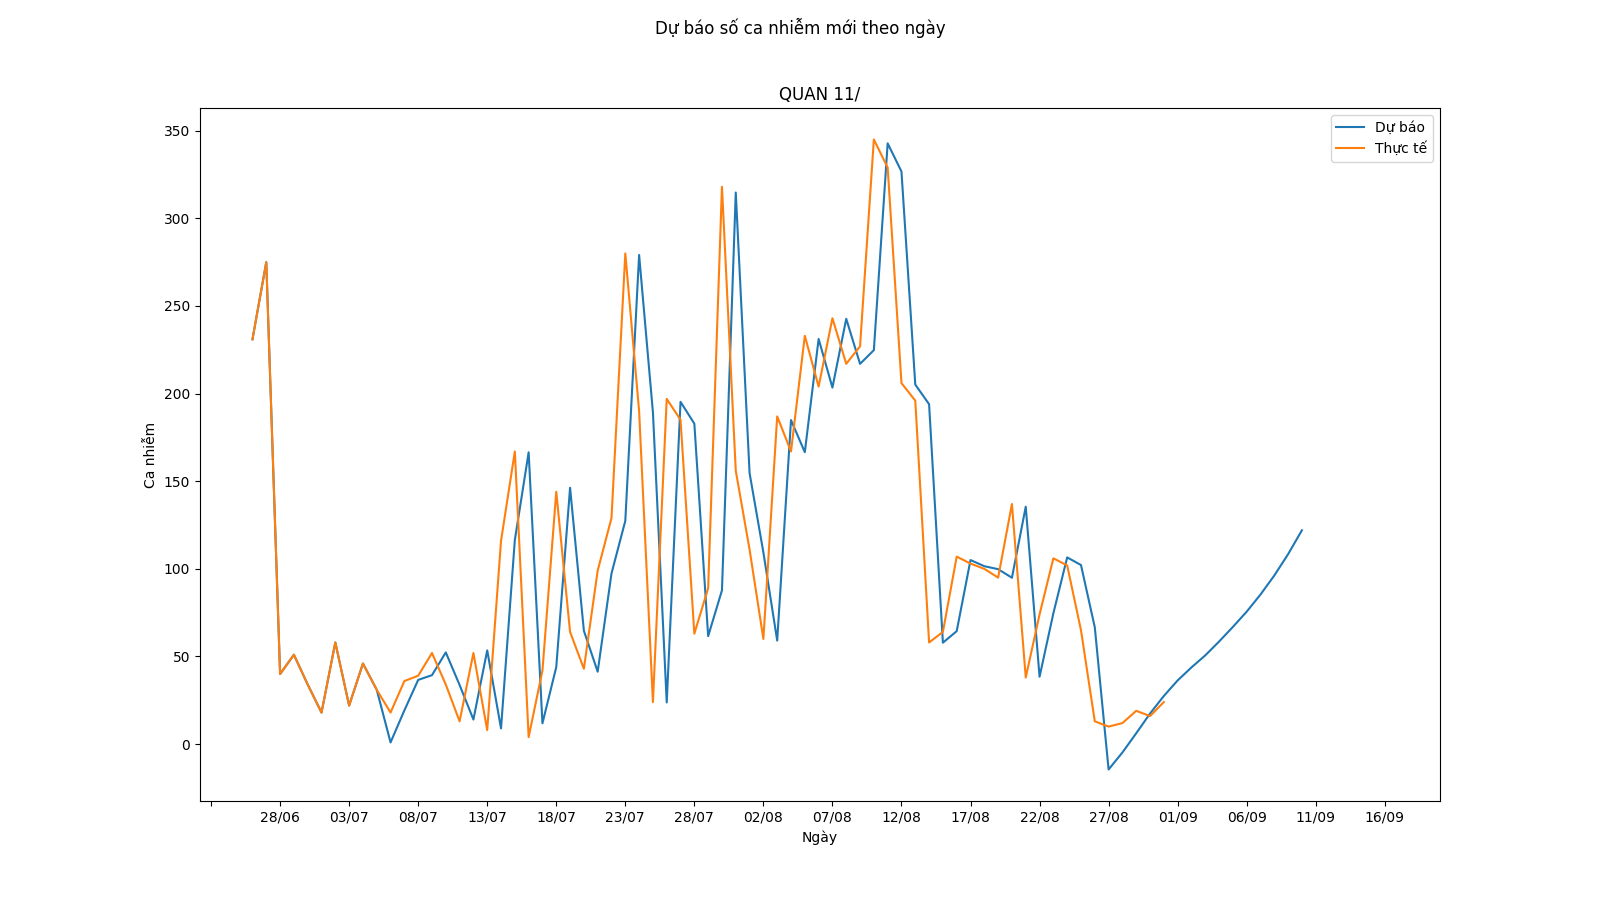 Dự báo số ca nhiễm mới theo ngày
QUAN 11/
Dự báo
Thực tế
350
300
250
200
150
100
50
0
Ca nhiễm
28/06 03/07 08/07 13/07 18/07 23/07 28/07 02/08 07/08 12/08 17/08 22/08 27/08 01/09 06/09 11/09 16/09
Ngày